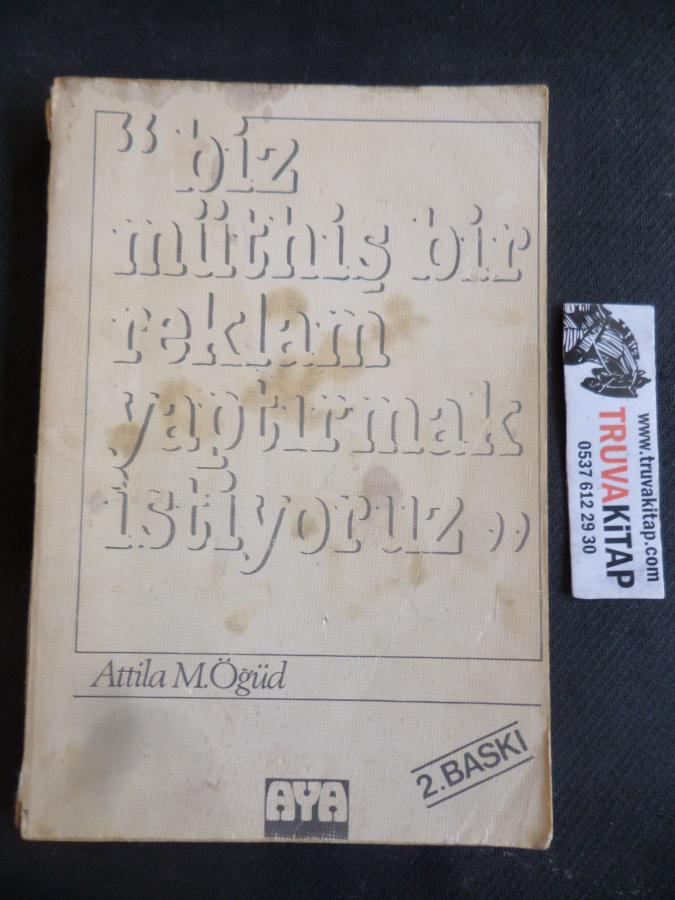 " biz
müthiş bir
reklam
yaptırmak
istiyoruz "
Attila M.Öğüd
2.BASKI
AYA
www.truvakitap.com
TRUVAKiTAP
0537 612 29 30